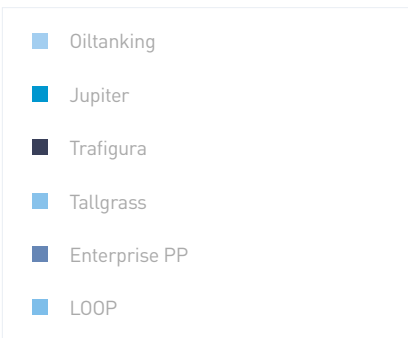 Oiltanking
Jupiter
Trafigura
Tallgrass
Enterprise PP
LOOP